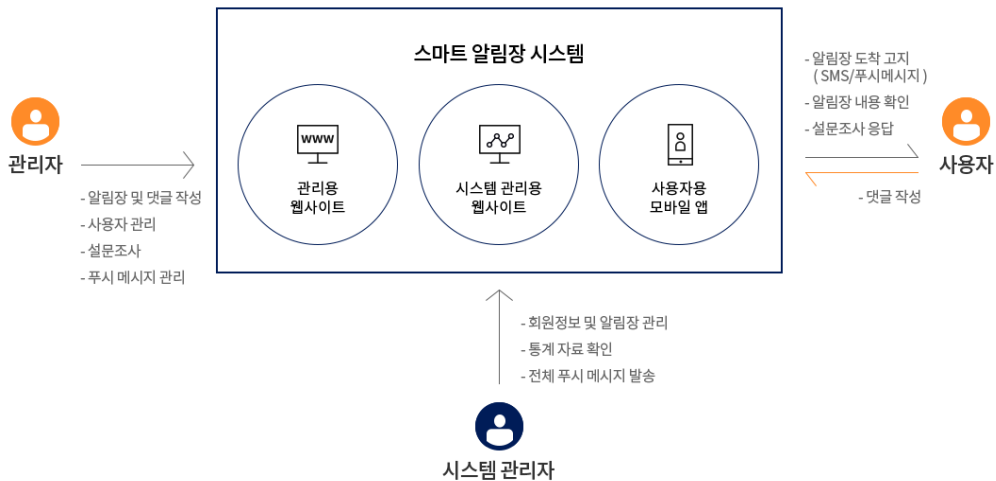 스마트 알림장 시스템
WWW
관리용
웹사이트
시스템 관리용
웹사이트
사용자용
모바일 앱
관리자
- 알림장 및 댓글 작성
- 사용자 관리
- 설문조사
- 푸시 메시지 관리
- 알림장 도착 고지
( SMS/푸시메시지 )
- 알림장 내용 확인
- 설문조사 응답
사용자
- 댓글 작성
- 회원정보 및 알림장 관리
- 통계 자료 확인
- 전체 푸시 메시지 발송
시스템 관리자